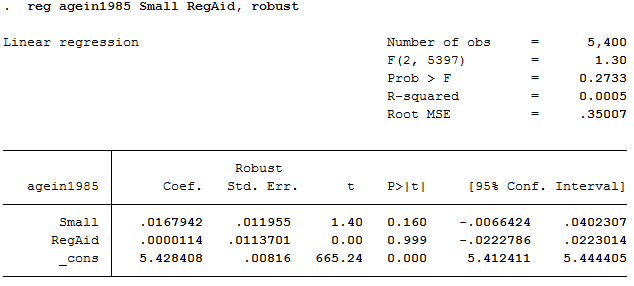 . reg agein1985 Small RegAid, robust
Linear regression Number of obs = 5,400
F(2, 5397) = 1.30
Prob > F = 0.2733
R-squared = 0.0005
Root MSE = .35007
Robust
agein1985 Coef. Std. Err. t P>|t| [95% Conf. Interval]
Small .0167942 .011955 1.40 0.160 -.0066424 .0402307
RegAid .0000114 .0113701 0.00 0.999 -.0222786 .0223014
_cons 5.428408 .00816 665.24 0.000 5.412411 5.444405